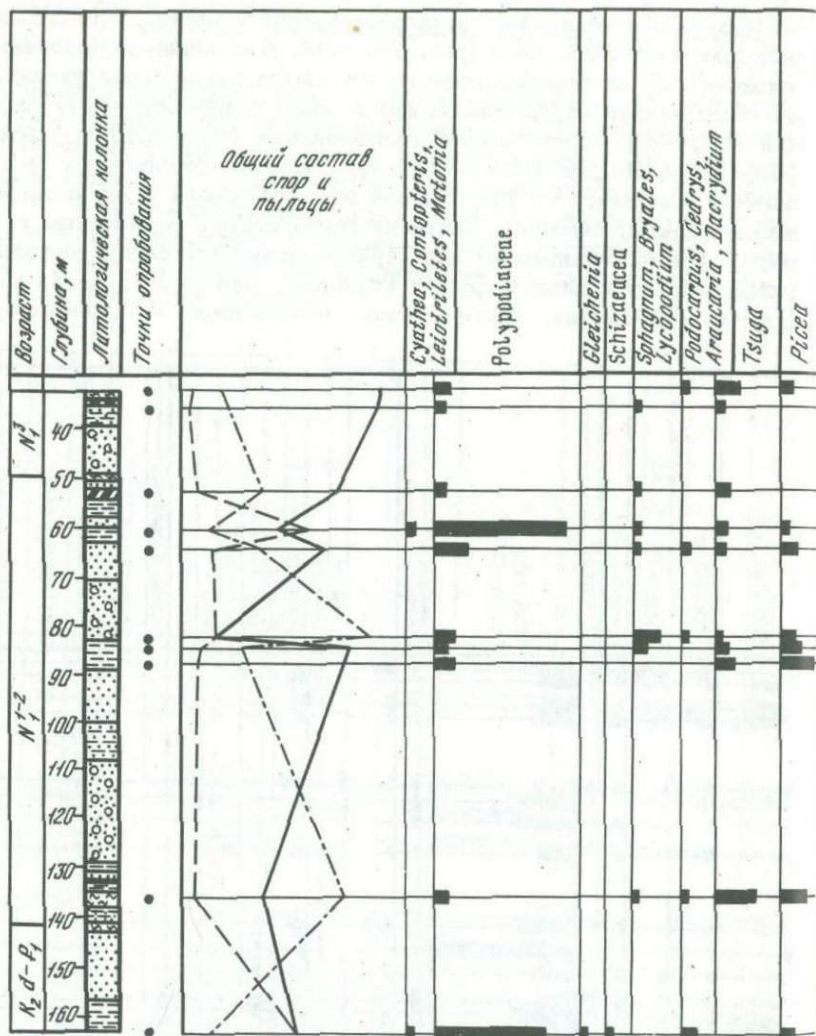 Возраст
Глубина, м
Литологическая колонка
Точки опробования
Общий состав
спор и
пыльцы
Cyathea, Coniopteris,
Leiotriletes, Matonia
Polypodiaceae
Gleichenia
Schizaeacea
Sphagnum, Bryales,
Lycopodium
Podocarpus, Cedrys,
Araucaria, Dacrydium
Tsuga
Picea
N₁³
N₁¹⁻²
K₂d-P₁
40
50
60
70
80
90
100
108
120
130
140
150
160